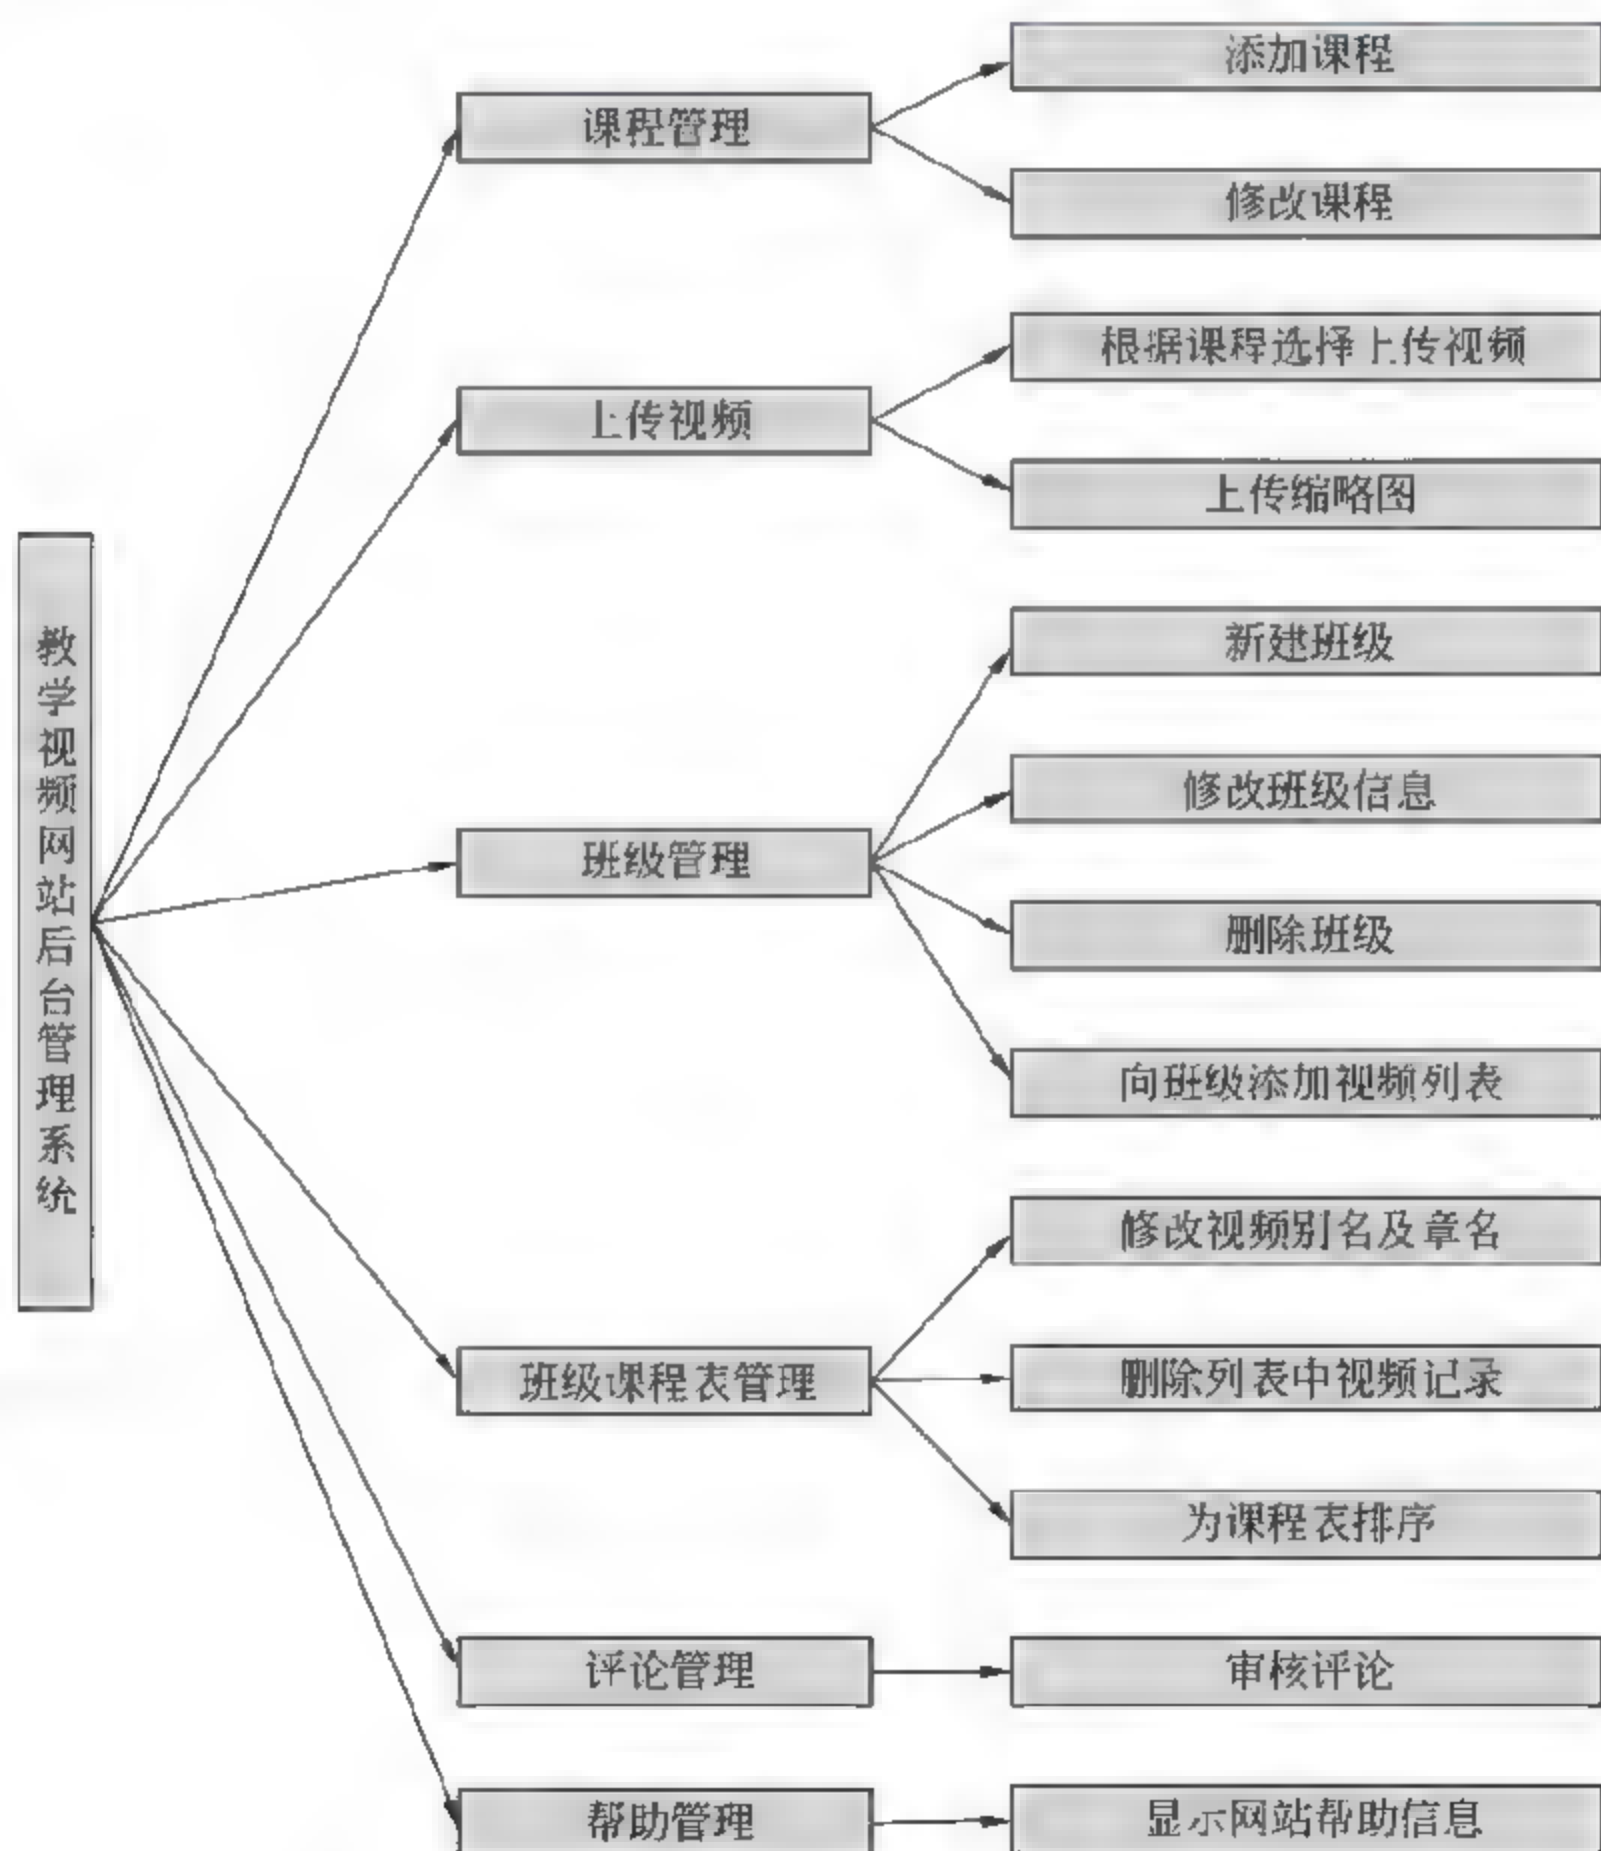 教学视频网站后台管理系统
课程管理
添加课程
修改课程
上传视频
根据课程选择上传视频
上传缩略图
班级管理
新建班级
修改班级信息
删除班级
向班级添加视频列表
班级课程表管理
修改视频别名及章名
删除列表中视频记录
为课程表排序
评论管理
审核评论
帮助管理
显示网站帮助信息